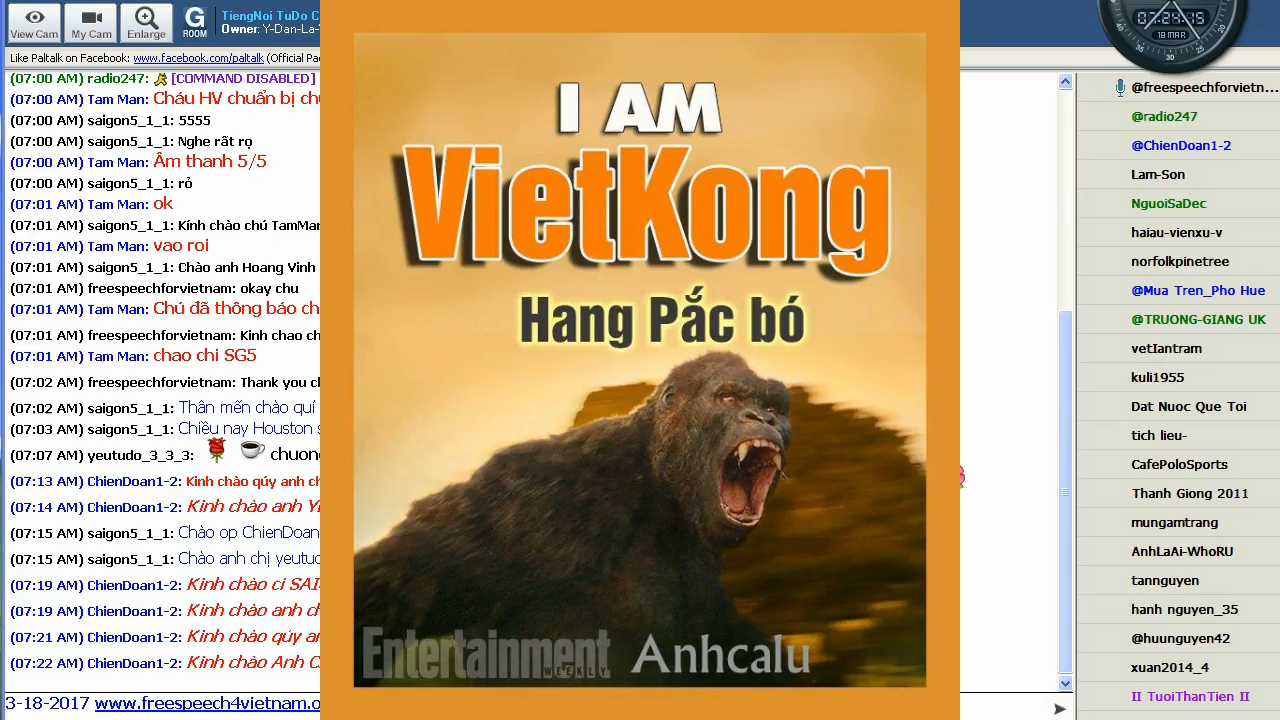 View Cam
My Cam
Enlarge
G
ROOM
TiengNoi TuDo C
Owner: Y-Dan-La-
Like Paltalk on Facebook: www.facebook.com/paltalk (Official Pa
(07:00 AM) radio247: [COMMAND DISABLED]
(07:00 AM) Tam Man: Cháu HV chuẩn bị ch
(07:00 AM) saigon5_1_1: 5555
(07:00 AM) saigon5_1_1: Nghe rất rọ
(07:00 AM) Tam Man: Âm thanh 5/5
(07:00 AM) saigon5_1_1: rỏ
(07:01 AM) Tam Man: ok
(07:01 AM) saigon5_1_1: Kính chào chú TamMan
(07:01 AM) Tam Man: vao roi
(07:01 AM) saigon5_1_1: Chào anh Hoang Vinh
(07:01 AM) freespeechforvietnam: okay chu
(07:01 AM) Tam Man: Chú đã thông báo ch
(07:01 AM) freespeechforvietnam: Kinh chao ch
(07:01 AM) Tam Man: chao chi SG5
(07:02 AM) freespeechforvietnam: Thank you c
(07:02 AM) saigon5_1_1: Thân mến chào quí
(07:03 AM) saigon5_1_1: Chiều nay Houston s
(07:07 AM) yeutudo_3_3_3: chuon
(07:13 AM) ChienDoan1-2: Kinh chào qúy anh c
(07:14 AM) ChienDoan1-2: Kinh chào anh Y
(07:15 AM) saigon5_1_1: Chào op ChienDoan
(07:15 AM) saigon5_1_1: Chào anh chị yeutud
(07:19 AM) ChienDoan1-2: Kinh chào ci SAI
(07:19 AM) ChienDoan1-2: Kinh chào anh ch
(07:21 AM) ChienDoan1-2: Kinh chào qúy an
(07:22 AM) ChienDoan1-2: Kinh chào Anh C
3-18-2017 www.freespeech4vietnam.o
I AM
VietKong
Hang Pắc bó
Entertainment
WEEKLY
Anhcalu
07:24:15
18 MAR
@freespeechforvietn...
@radio247
@ChienDoan1-2
Lam-Son
NguoiSaDec
haiau-vienxu-v
norfolkpinetree
@Mua Tren_Pho Hue
@TRUONG-GIANG UK
vetIantram
kuli1955
Dat Nuoc Que Toi
tich lieu-
CafePoloSports
Thanh Giong 2011
mungamtrang
AnhLaAi-WhoRU
tannguyen
hanh nguyen_35
@huunguyen42
xuan2014_4
II TuoiThanTien II